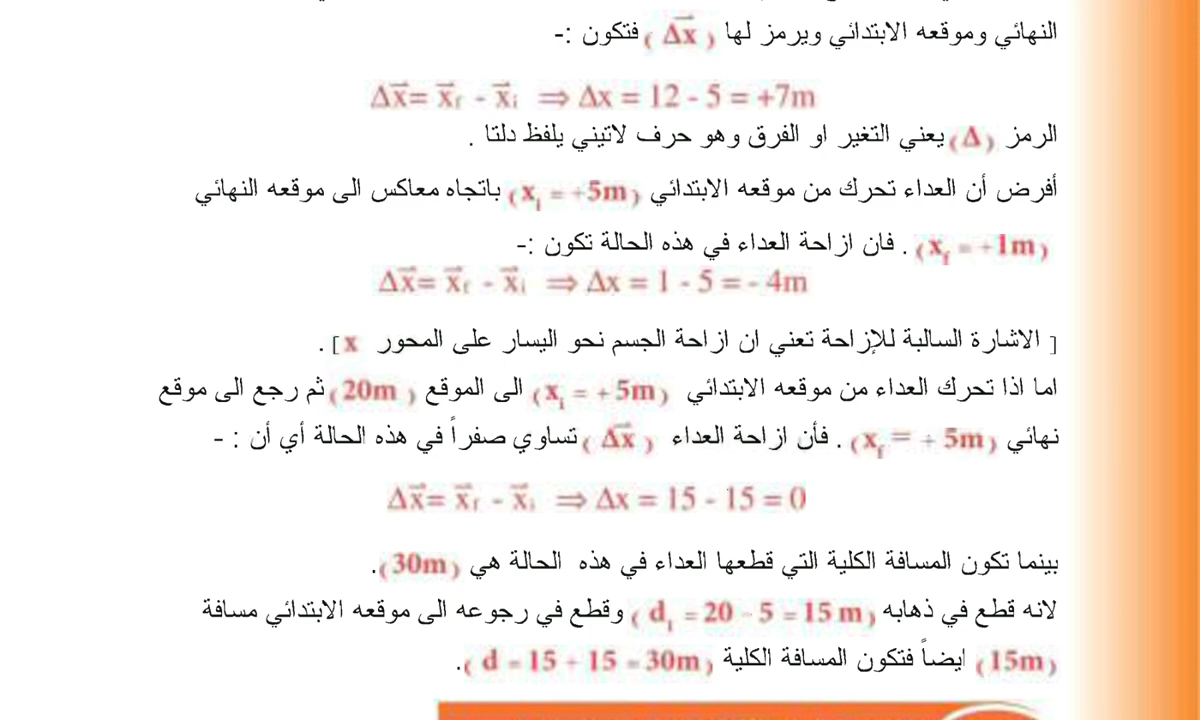 النهائي وموقعه الابتدائي ويرمز لها ( Δx⃗ ) فتكون :-
Δx⃗ = x⃗f - x⃗i ⇒ Δx = 12 - 5 = +7m
الرمز ( Δ ) يعني التغير او الفرق وهو حرف لاتيني يلفظ دلتا .
أفرض أن العداء تحرك من موقعه الابتدائي ( xi = +5m ) باتجاه معاكس الى موقعه النهائي
( xf = +1m ) . فان ازاحة العداء في هذه الحالة تكون :-
Δx⃗ = x⃗f - x⃗i ⇒ Δx = 1 - 5 = - 4m
[ الاشارة السالبة للإزاحة تعني ان ازاحة الجسم نحو اليسار على المحور x ] .
اما اذا تحرك العداء من موقعه الابتدائي ( xi = + 5m ) الى الموقع ( 20m ) ثم رجع الى موقع
نهائي ( xf = + 5m ) . فأن ازاحة العداء ( Δx⃗ ) تساوي صفراً في هذه الحالة أي أن : -
Δx⃗ = x⃗f - x⃗i ⇒ Δx = 15 - 15 = 0
بينما تكون المسافة الكلية التي قطعها العداء في هذه الحالة هي ( 30m ).
لانه قطع في ذهابه ( d1 = 20 - 5 = 15 m ) وقطع في رجوعه الى موقعه الابتدائي مسافة
( 15m ) ايضاً فتكون المسافة الكلية ( d = 15 + 15 = 30m ).